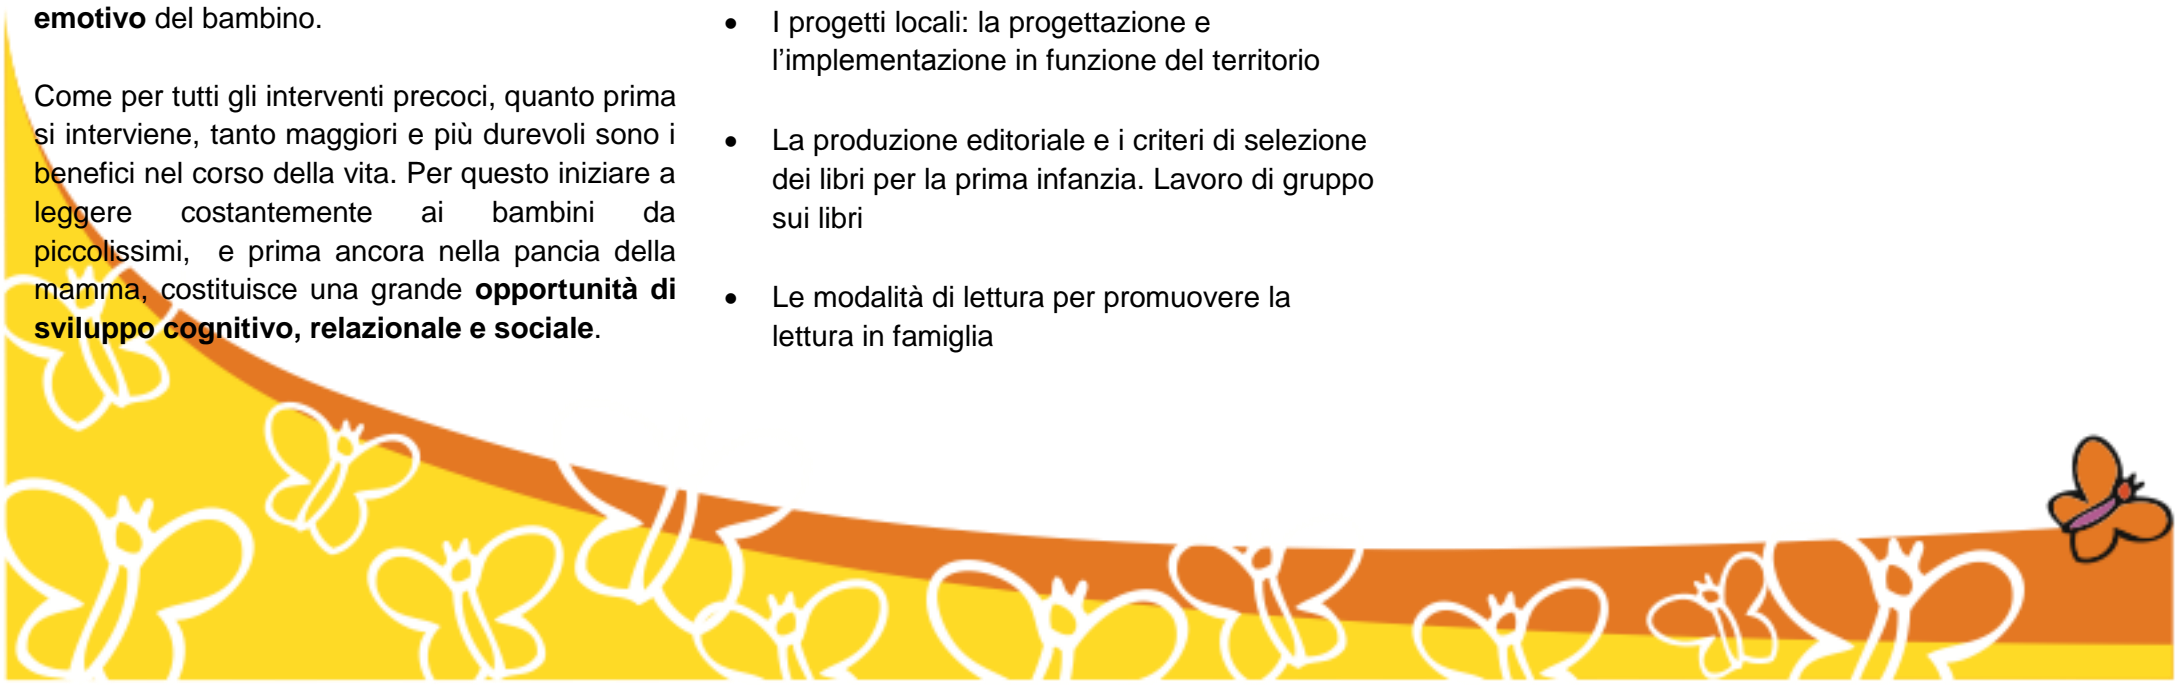 emotivo del bambino.
Come per tutti gli interventi precoci, quanto prima
si interviene, tanto maggiori e più durevoli sono i
benefici nel corso della vita. Per questo iniziare a
leggere costantemente ai bambini da
piccolissimi, e prima ancora nella pancia della
mamma, costituisce una grande opportunità di
sviluppo cognitivo, relazionale e sociale.
• I progetti locali: la progettazione e
l’implementazione in funzione del territorio
• La produzione editoriale e i criteri di selezione
dei libri per la prima infanzia. Lavoro di gruppo
sui libri
• Le modalità di lettura per promuovere la
lettura in famiglia